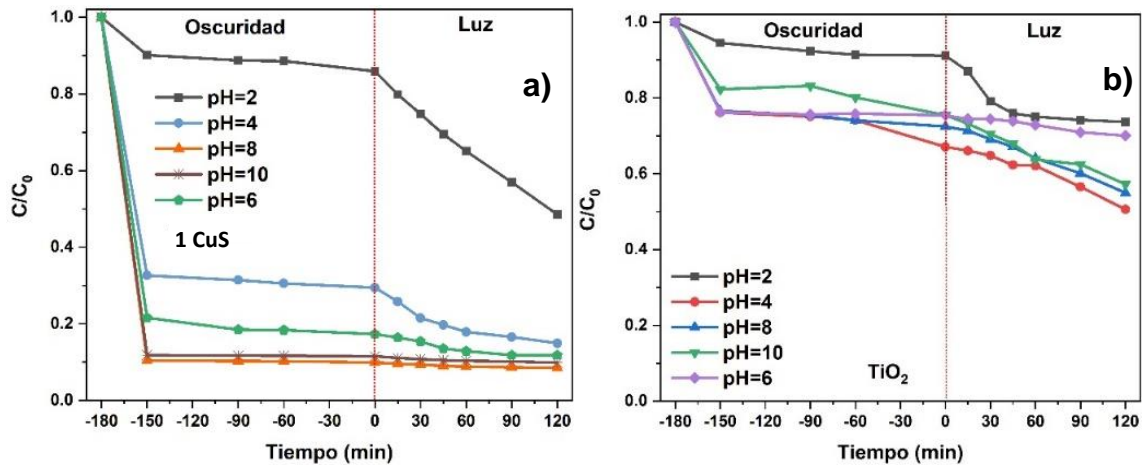 Oscuridad Luz
a)
pH=2
pH=4
pH=8
pH=10
pH=6
1 CuS
C/C0
1.0
0.8
0.6
0.4
0.2
0.0
-180 -150 -120 -90 -60 -30 0 30 60 90 120
Tiempo (min)
Oscuridad Luz
b)
pH=2
pH=4
pH=8
pH=10
pH=6
TiO2
C/C0
1.0
0.8
0.6
0.4
0.2
0.0
-180 -150 -120 -90 -60 -30 0 30 60 90 120
Tiempo (min)